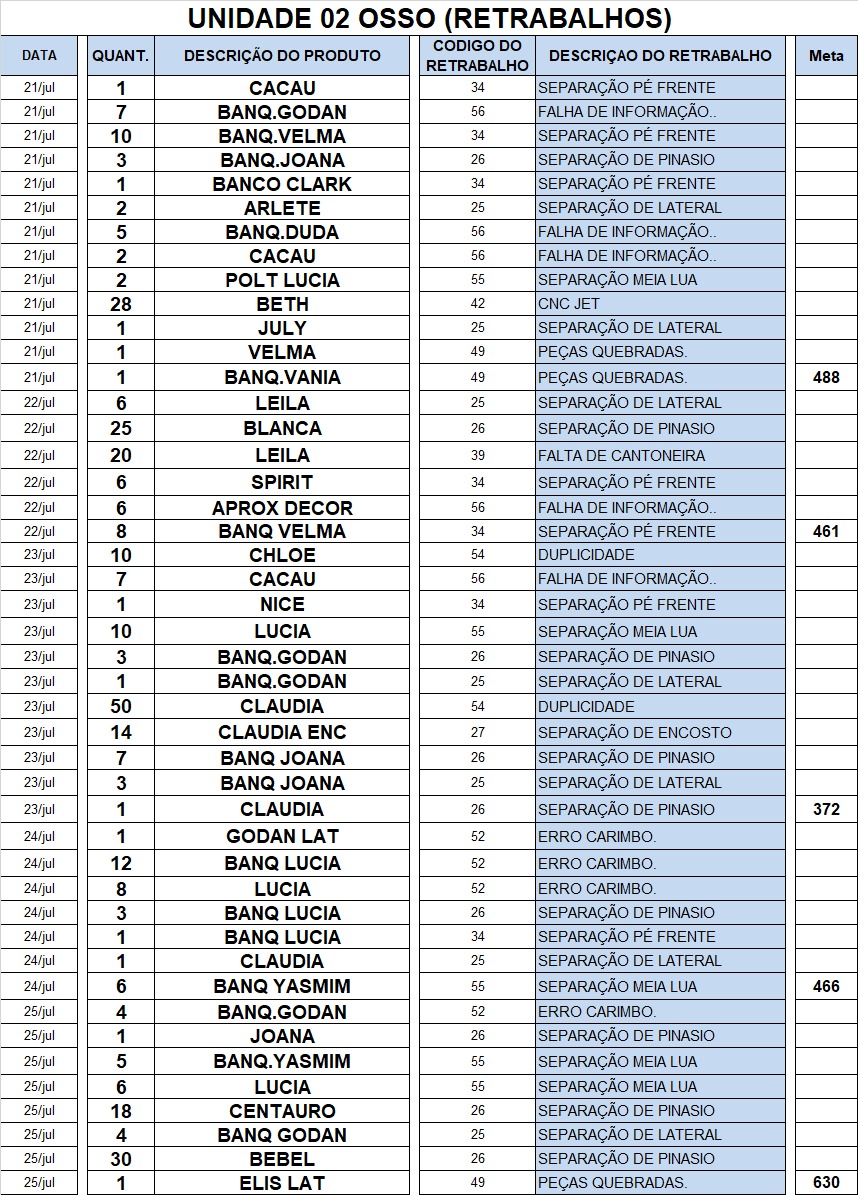 UNIDADE 02 OSSO (RETRABALHOS)
DATA QUANT. DESCRIÇÃO DO PRODUTO CODIGO DO RETRABALHO DESCRIÇAO DO RETRABALHO Meta
21/jul 1 CACAU 34 SEPARAÇÃO PÉ FRENTE
21/jul 7 BANQ.GODAN 56 FALHA DE INFORMAÇÃO..
21/jul 10 BANQ.VELMA 34 SEPARAÇÃO PÉ FRENTE
21/jul 3 BANQ.JOANA 26 SEPARAÇÃO DE PINASIO
21/jul 1 BANCO CLARK 34 SEPARAÇÃO PÉ FRENTE
21/jul 2 ARLETE 25 SEPARAÇÃO DE LATERAL
21/jul 5 BANQ.DUDA 56 FALHA DE INFORMAÇÃO..
21/jul 2 CACAU 56 FALHA DE INFORMAÇÃO..
21/jul 2 POLT LUCIA 55 SEPARAÇÃO MEIA LUA
21/jul 28 BETH 42 CNC JET
21/jul 1 JULY 25 SEPARAÇÃO DE LATERAL
21/jul 1 VELMA 49 PEÇAS QUEBRADAS.
21/jul 1 BANQ.VANIA 49 PEÇAS QUEBRADAS. 488
22/jul 6 LEILA 25 SEPARAÇÃO DE LATERAL
22/jul 25 BLANCA 26 SEPARAÇÃO DE PINASIO
22/jul 20 LEILA 39 FALTA DE CANTONEIRA
22/jul 6 SPIRIT 34 SEPARAÇÃO PÉ FRENTE
22/jul 6 APROX DECOR 56 FALHA DE INFORMAÇÃO..
22/jul 8 BANQ VELMA 34 SEPARAÇÃO PÉ FRENTE 461
23/jul 10 CHLOE 54 DUPLICIDADE
23/jul 7 CACAU 56 FALHA DE INFORMAÇÃO..
23/jul 1 NICE 34 SEPARAÇÃO PÉ FRENTE
23/jul 10 LUCIA 55 SEPARAÇÃO MEIA LUA
23/jul 3 BANQ.GODAN 26 SEPARAÇÃO DE PINASIO
23/jul 1 BANQ.GODAN 25 SEPARAÇÃO DE LATERAL
23/jul 50 CLAUDIA 54 DUPLICIDADE
23/jul 14 CLAUDIA ENC 27 SEPARAÇÃO DE ENCOSTO
23/jul 7 BANQ JOANA 26 SEPARAÇÃO DE PINASIO
23/jul 3 BANQ JOANA 25 SEPARAÇÃO DE LATERAL
23/jul 1 CLAUDIA 26 SEPARAÇÃO DE PINASIO 372
24/jul 1 GODAN LAT 52 ERRO CARIMBO.
24/jul 12 BANQ LUCIA 52 ERRO CARIMBO.
24/jul 8 LUCIA 52 ERRO CARIMBO.
24/jul 3 BANQ LUCIA 26 SEPARAÇÃO DE PINASIO
24/jul 1 BANQ LUCIA 34 SEPARAÇÃO PÉ FRENTE
24/jul 1 CLAUDIA 25 SEPARAÇÃO DE LATERAL
24/jul 6 BANQ YASMIM 55 SEPARAÇÃO MEIA LUA 466
25/jul 4 BANQ.GODAN 52 ERRO CARIMBO.
25/jul 1 JOANA 26 SEPARAÇÃO DE PINASIO
25/jul 5 BANQ.YASMIM 55 SEPARAÇÃO MEIA LUA
25/jul 6 LUCIA 55 SEPARAÇÃO MEIA LUA
25/jul 18 CENTAURO 26 SEPARAÇÃO DE PINASIO
25/jul 4 BANQ GODAN 25 SEPARAÇÃO DE LATERAL
25/jul 30 BEBEL 26 SEPARAÇÃO DE PINASIO
25/jul 1 ELIS LAT 49 PEÇAS QUEBRADAS. 630